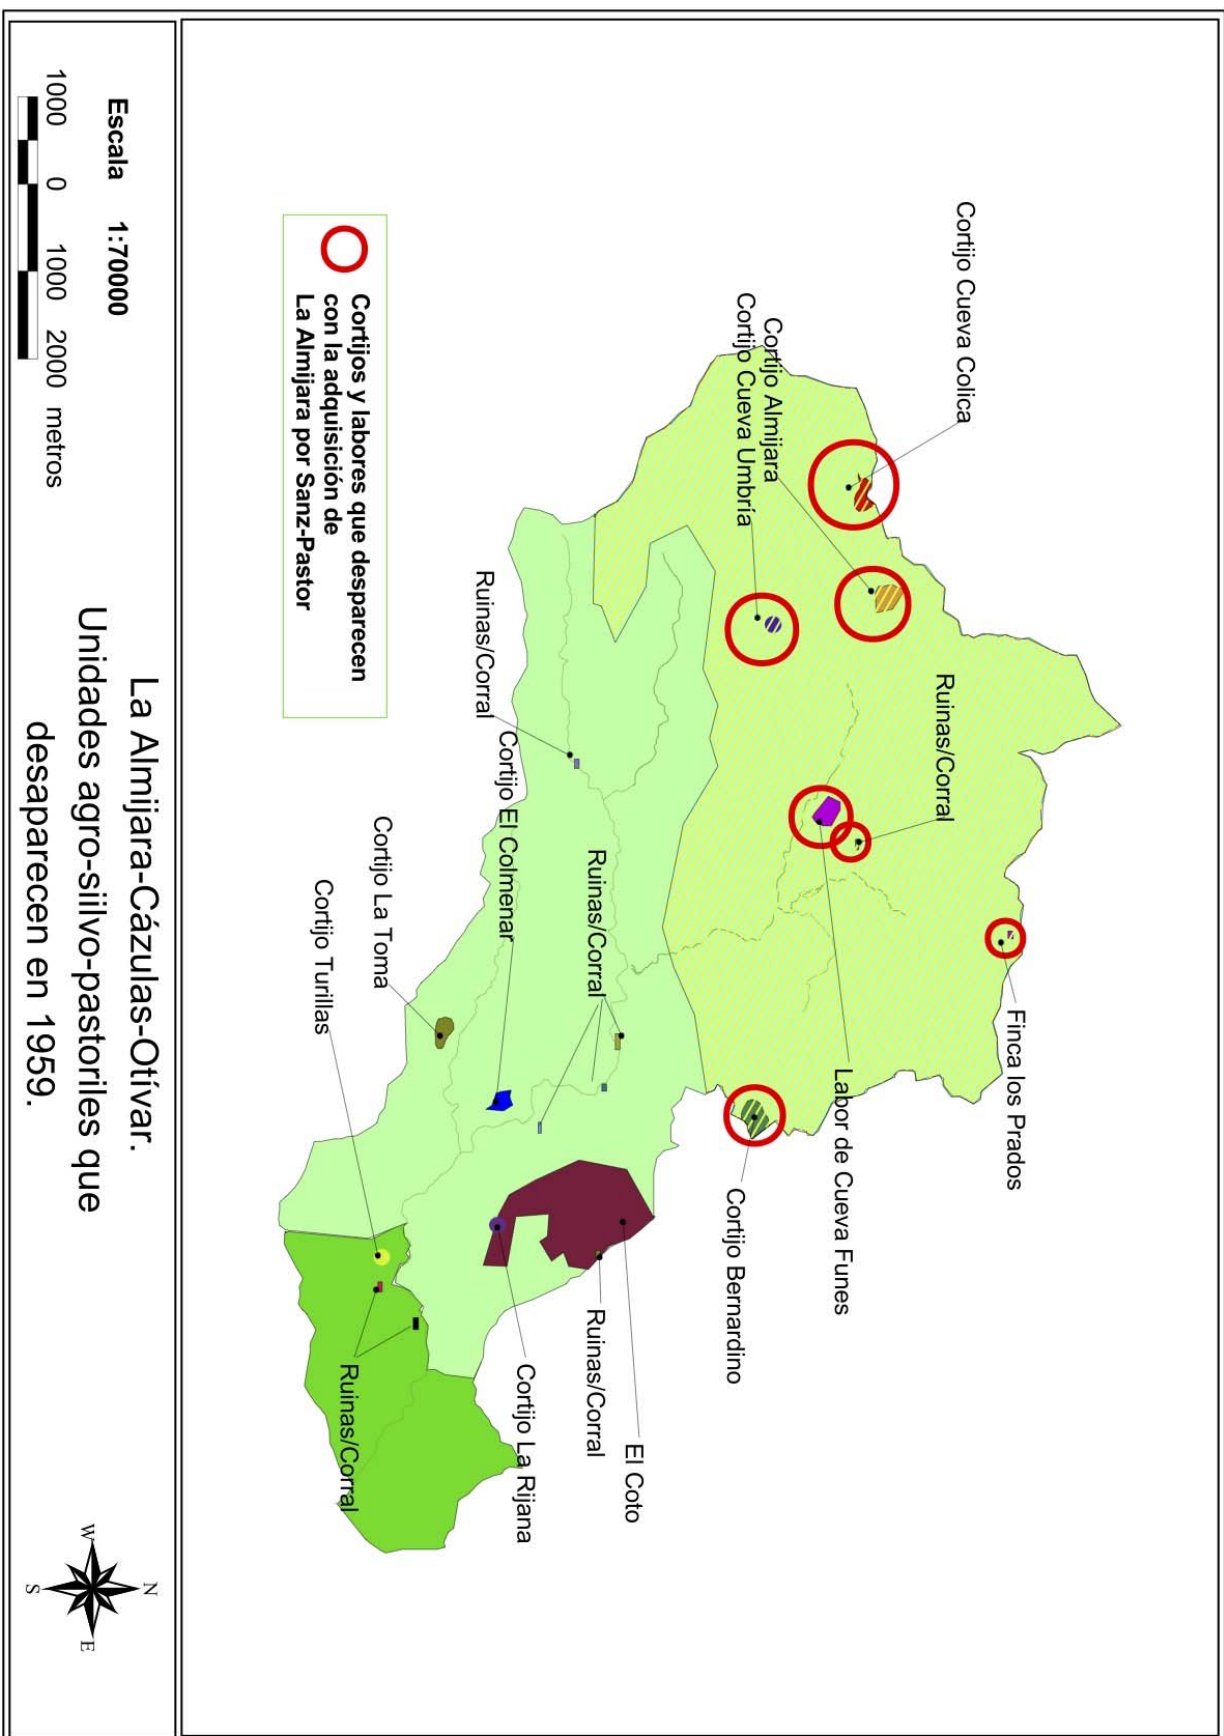 Finca los Prados
Cortijo Cueva Colica
Ruinas/Corral
Labor de Cueva Funes
Cortijo Almijara
Cortijo Cueva Umbría
Cortijo Bernardino
El Coto
Ruinas/Corral
Ruinas/Corral
Cortijo La Rijana
Cortijo El Colmenar
Ruinas/Corral
Cortijo La Toma
Ruinas/Corral
Cortijo Turillas
Cortijos y labores que desparecen
con la adquisición de
La Almijara por Sanz-Pastor
Escala 1:70000
1000 0 1000 2000 metros
La Almijara-Cázulas-Otívar.
Unidades agro-siilvo-pastoriles que
desaparecen en 1959.
N
W E
S